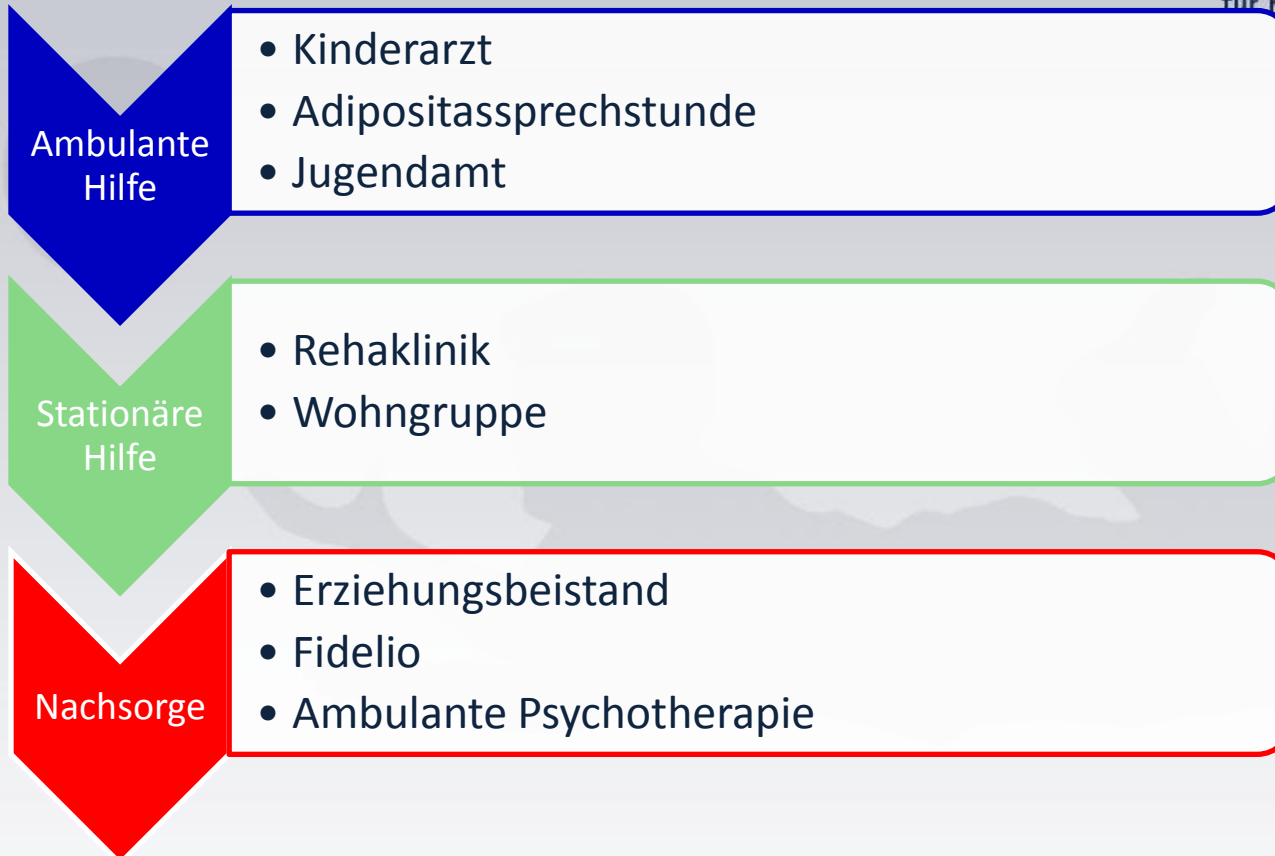 Ambulante
Hilfe
• Kinderarzt
• Adipositassprechstunde
• Jugendamt
Stationäre
Hilfe
• Rehaklinik
• Wohngruppe
Nachsorge
• Erziehungsbeistand
• Fidelio
• Ambulante Psychotherapie